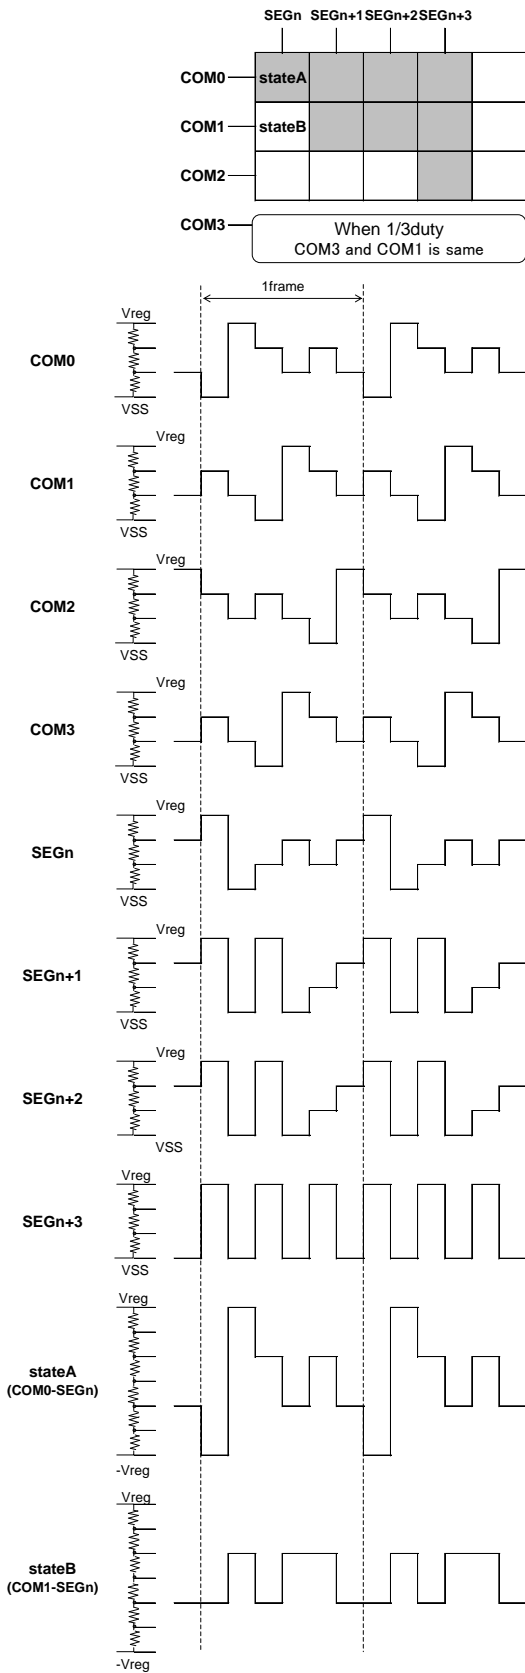 SEGn SEGn+1 SEGn+2 SEGn+3
COM0 stateA
COM1 stateB
COM2
COM3 When 1/3duty
COM3 and COM1 is same
1frame
Vreg
COM0
VSS
Vreg
COM1
VSS
Vreg
COM2
VSS
Vreg
COM3
VSS
Vreg
SEGn
VSS
Vreg
SEGn+1
VSS
Vreg
SEGn+2
VSS
Vreg
SEGn+3
VSS
Vreg
stateA
(COM0-SEGn)
-Vreg
Vreg
stateB
(COM1-SEGn)
-Vreg